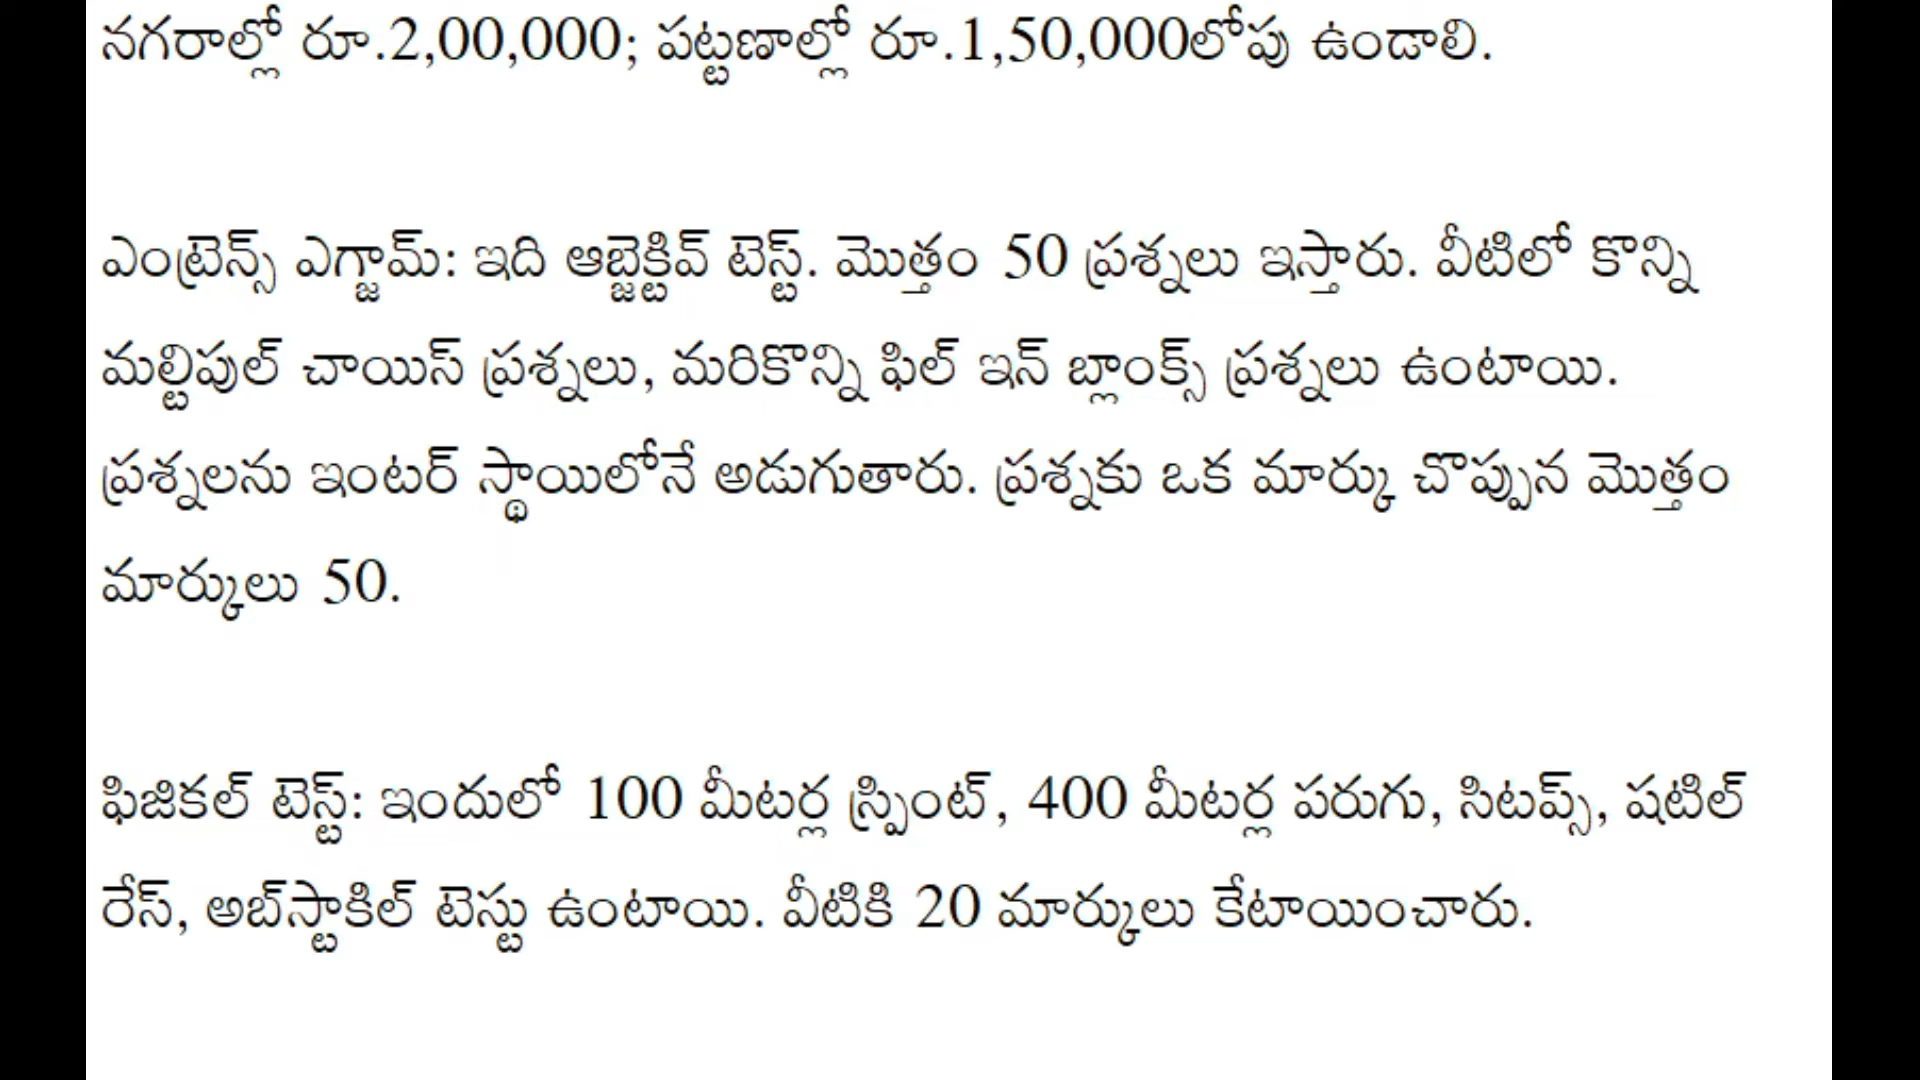 నగరాల్లో రూ.2,00,000; పట్టణాల్లో రూ.1,50,000లోపు ఉండాలి.
ఎంట్రెన్స్ ఎగ్జామ్: ఇది ఆబ్జెక్టివ్ టెస్ట్. మొత్తం 50 ప్రశ్నలు ఇస్తారు. వీటిలో కొన్ని
మల్టిపుల్ చాయిస్ ప్రశ్నలు, మరికొన్ని ఫిల్ ఇన్ బ్లాంక్స్ ప్రశ్నలు ఉంటాయి.
ప్రశ్నలను ఇంటర్ స్థాయిలోనే అడుగుతారు. ప్రశ్నకు ఒక మార్కు చొప్పున మొత్తం
మార్కులు 50.
ఫిజికల్ టెస్ట్: ఇందులో 100 మీటర్ల స్ప్రింట్, 400 మీటర్ల పరుగు, సిటప్స్, షటిల్
రేస్, అబ్‌స్టాకిల్ టెస్టు ఉంటాయి. వీటికి 20 మార్కులు కేటాయించారు.